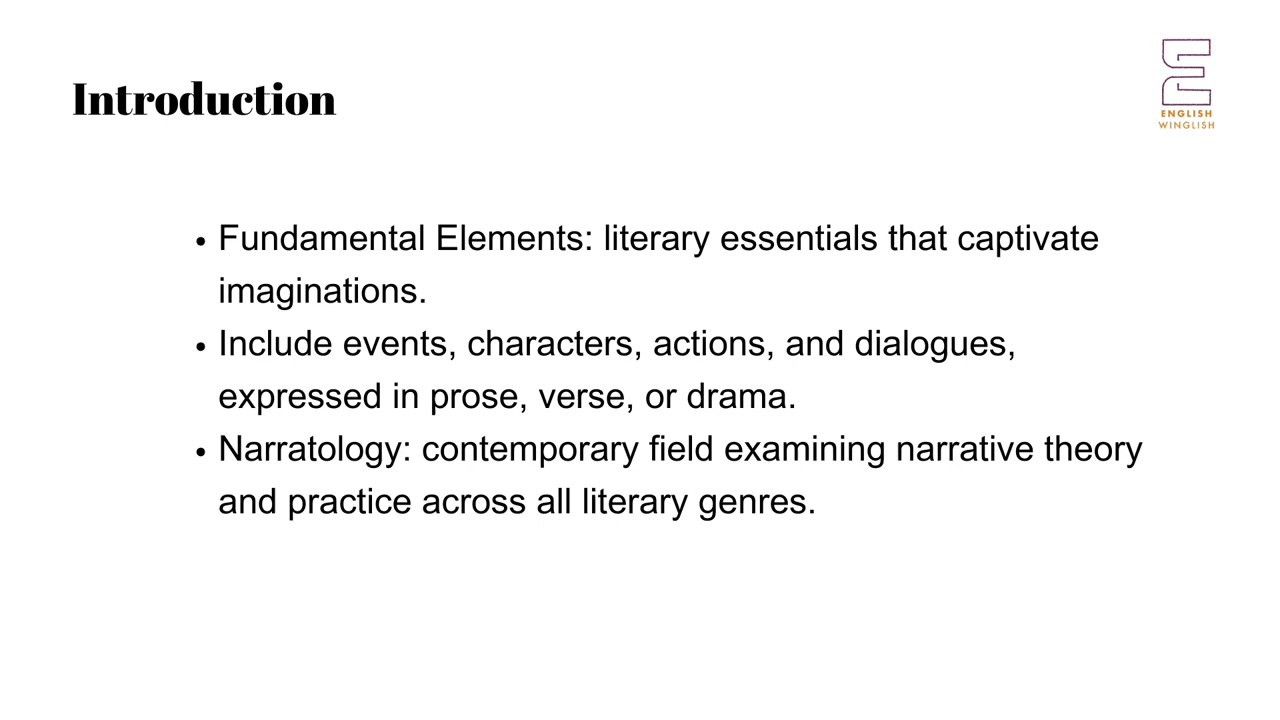 Introduction
ENGLISH
WINGLISH
• Fundamental Elements: literary essentials that captivate
imaginations.
• Include events, characters, actions, and dialogues,
expressed in prose, verse, or drama.
• Narratology: contemporary field examining narrative theory
and practice across all literary genres.